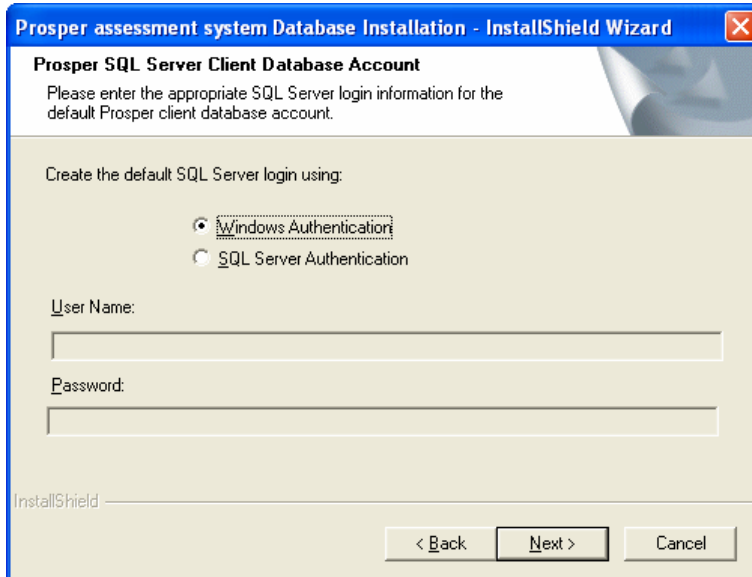 Prosper assessment system Database Installation - InstallShield Wizard
Prosper SQL Server Client Database Account
Please enter the appropriate SQL Server login information for the
default Prosper client database account.
Create the default SQL Server login using:
Windows Authentication
SQL Server Authentication
User Name:
Password:
InstallShield
< Back
Next >
Cancel